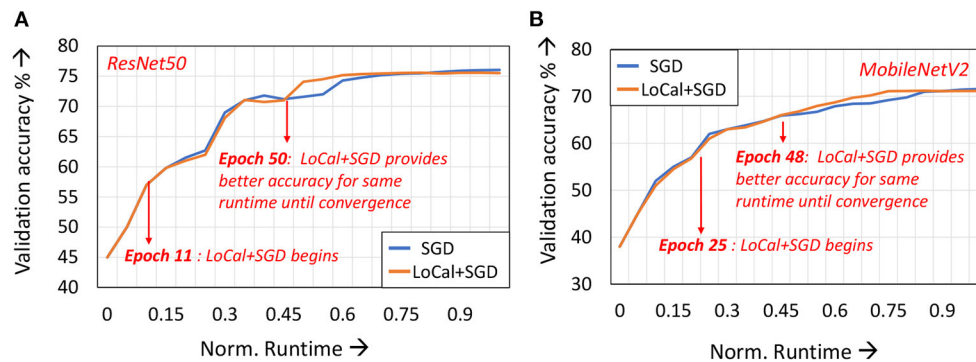 A
Validation accuracy % →
80
75
70
65
60
55
50
45
40
ResNet50
Epoch 50: LoCal+SGD provides
better accuracy for same
runtime until convergence
Epoch 11 : LoCal+SGD begins
SGD
LoCal+SGD
0 0.15 0.3 0.45 0.6 0.75 0.9
Norm. Runtime →
B
Validation accuracy % →
80
70
60
50
40
30
SGD
LoCal+SGD
MobileNetV2
Epoch 48: LoCal+SGD provides
better accuracy for same
runtime until convergence
Epoch 25 : LoCal+SGD begins
0 0.15 0.3 0.45 0.6 0.75 0.9
Norm. Runtime →